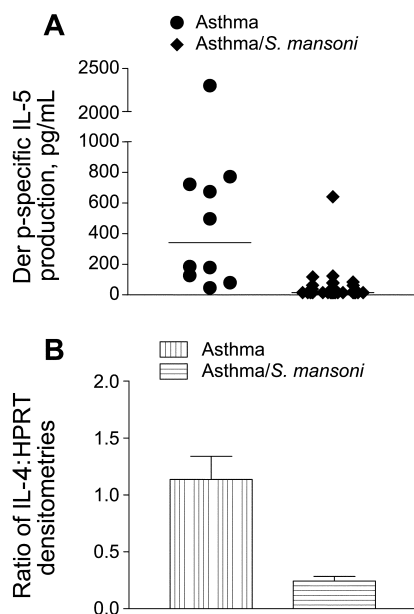 A
Asthma
Asthma/S. mansoni
Der p-specific IL-5
production, pg/mL
2500
2000
1000
800
600
400
200
0
B
Asthma
Asthma/S. mansoni
Ratio of IL-4:HPRT
densitometries
2.0
1.5
1.0
0.5
0.0